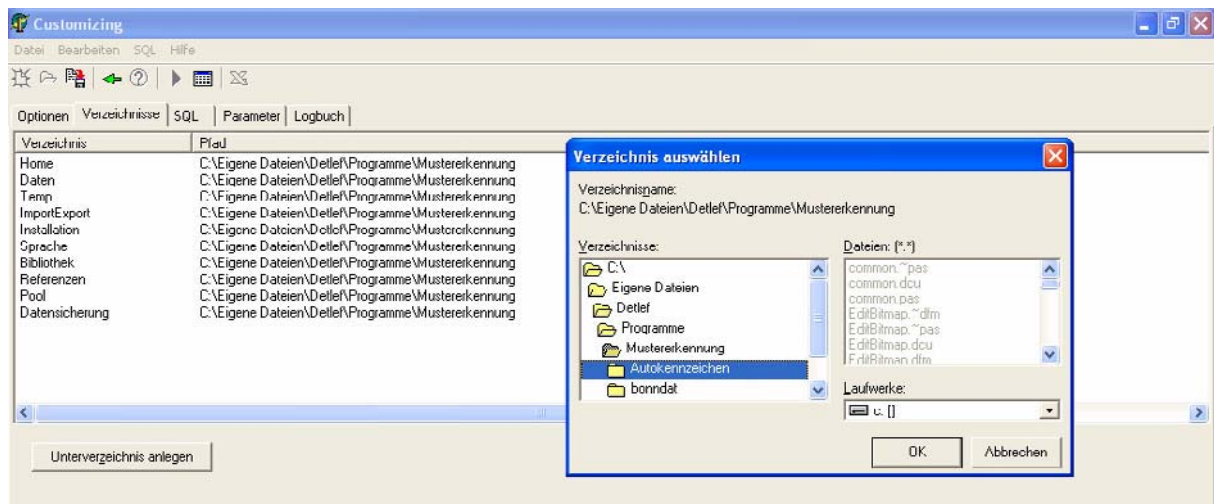 Customizing
Datei Bearbeiten SQL Hilfe
Optionen Verzeichnisse SQL Parameter Logbuch
Verzeichnis Pfad
Home C:\Eigene Dateien\Detlef\Programme\Mustererkennung
Daten C:\Eigene Dateien\Detlef\Programme\Mustererkennung
Temp C:\Eigene Dateien\Detlef\Programme\Mustererkennung
ImportExport C:\Eigene Dateien\Detlef\Programme\Mustererkennung
Installation C:\Eigene Dateien\Detlef\Programme\Mustererkennung
Sprache C:\Eigene Dateien\Detlef\Programme\Mustererkennung
Bibliothek C:\Eigene Dateien\Detlef\Programme\Mustererkennung
Referenzen C:\Eigene Dateien\Detlef\Programme\Mustererkennung
Pool C:\Eigene Dateien\Detlef\Programme\Mustererkennung
Datensicherung C:\Eigene Dateien\Detlef\Programme\Mustererkennung
Unterverzeichnis anlegen
Verzeichnis auswählen
Verzeichnisname:
C:\Eigene Dateien\Detlef\Programme\Mustererkennung
Verzeichnisse:
C:\
Eigene Dateien
Detlef
Programme
Mustererkennung
Autokennzeichen
bonndat
Dateien: (*.*)
common.~pas
common.dcu
common.pas
EditBitmap.~dfm
EditBitmap.~pas
EditBitmap.dcu
EditBitmap.dfm
Laufwerke:
c: []
OK Abbrechen